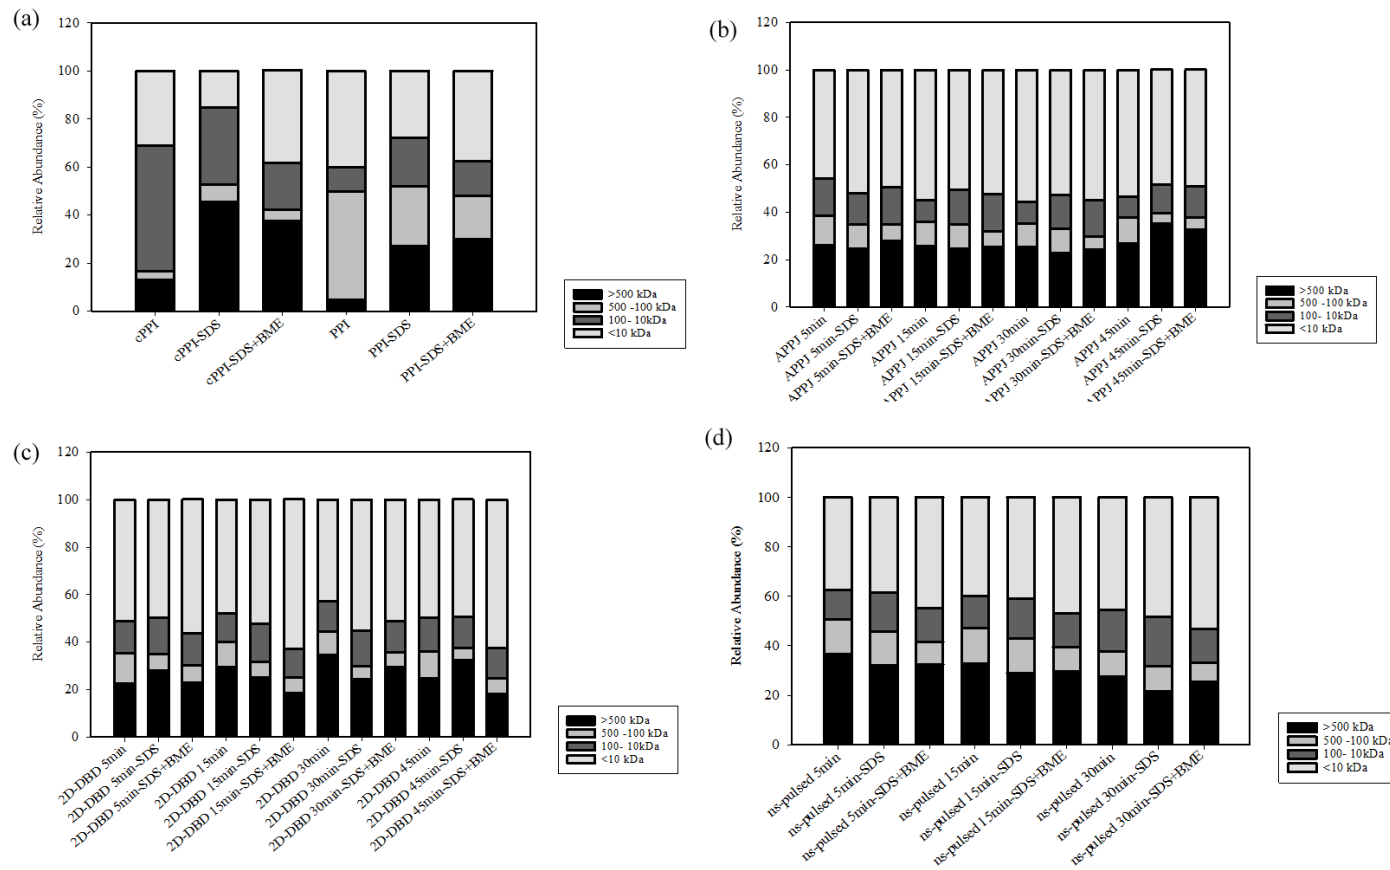 (a)
120
100
80
60
40
20
0
Relative Abundance (%)
cPPI
cPPI-SDS
cPPI-SDS+BME
PPI
PPI-SDS
PPI-SDS+BME
>500 kDa
500 -100 kDa
100- 10kDa
<10 kDa
(b)
120
100
80
60
40
20
0
Relative Abundance (%)
APPJ 5min
APPJ 5min-SDS
APPJ 5min-SDS+BME
APPJ 15min
APPJ 15min-SDS
APPJ 15min-SDS+BME
APPJ 30min
APPJ 30min-SDS
APPJ 30min-SDS+BME
APPJ 45min
APPJ 45min-SDS
APPJ 45min-SDS+BME
>500 kDa
500 -100 kDa
100- 10kDa
<10 kDa
(c)
120
100
80
60
40
20
0
Relative Abundance (%)
2D-DBD 5min
2D-DBD 5min-SDS
2D-DBD 5min-SDS+BME
2D-DBD 15min
2D-DBD 15min-SDS
2D-DBD 15min-SDS+BME
2D-DBD 30min
2D-DBD 30min-SDS
2D-DBD 30min-SDS+BME
2D-DBD 45min
2D-DBD 45min-SDS
2D-DBD 45min-SDS+BME
>500 kDa
500 -100 kDa
100- 10kDa
<10 kDa
(d)
120
100
80
60
40
20
0
Relative Abundance (%)
ns-pulsed 5min
ns-pulsed 5min-SDS
ns-pulsed 5min-SDS+BME
ns-pulsed 15min
ns-pulsed 15min-SDS
ns-pulsed 15min-SDS+BME
ns-pulsed 30min
ns-pulsed 30min-SDS
ns-pulsed 30min-SDS+BME
>500 kDa
500 -100 kDa
100- 10kDa
<10 kDa